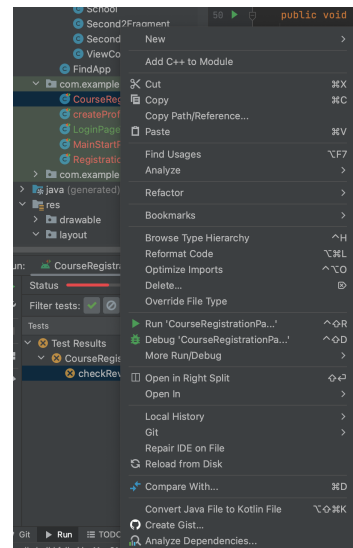 School
Second2Fragment
Second
ViewCo
FindApp
com.example
CourseReg
createProf
LoginPage
MainStartP
Registratio
com.example
java (generated)
res
drawable
layout
58 public void
New
Add C++ to Module
Cut ⌘X
Copy ⌘C
Copy Path/Reference...
Paste ⌘V
Find Usages ⌥F7
Analyze
Refactor
Bookmarks
Browse Type Hierarchy ^H
Reformat Code ⌥⌘L
Optimize Imports ^⌥O
Delete... ⌦
Override File Type
Run 'CourseRegistrationPa...' ^⇧R
Debug 'CourseRegistrationPa...' ^⇧D
More Run/Debug
Open in Right Split ⇧⏎
Open In
Local History
Git
Repair IDE on File
Reload from Disk
Compare With... ⌘D
Convert Java File to Kotlin File ⌥⇧⌘K
Create Gist...
Analyze Dependencies...
un: CourseRegistra
Status
Filter tests:
Tests
Test Results
CourseRegis
checkRev
Git Run TODO